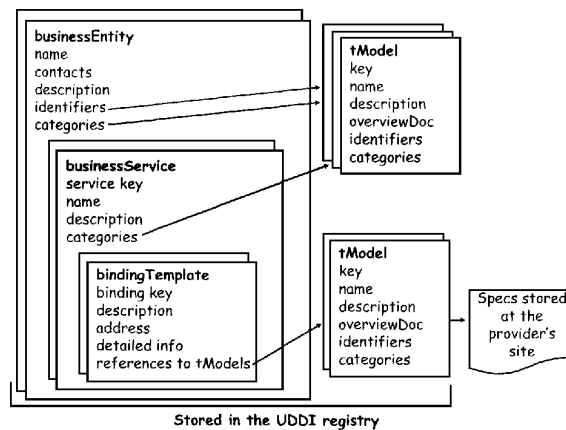 businessEntity
name
contacts
description
identifiers
categories
businessService
service key
name
description
categories
bindingTemplate
binding key
description
address
detailed info
references to tModels
tModel
key
name
description
overviewDoc
identifiers
categories
tModel
key
name
description
overviewDoc
identifiers
categories
Specs stored
at the
provider's
site
Stored in the UDDI registry